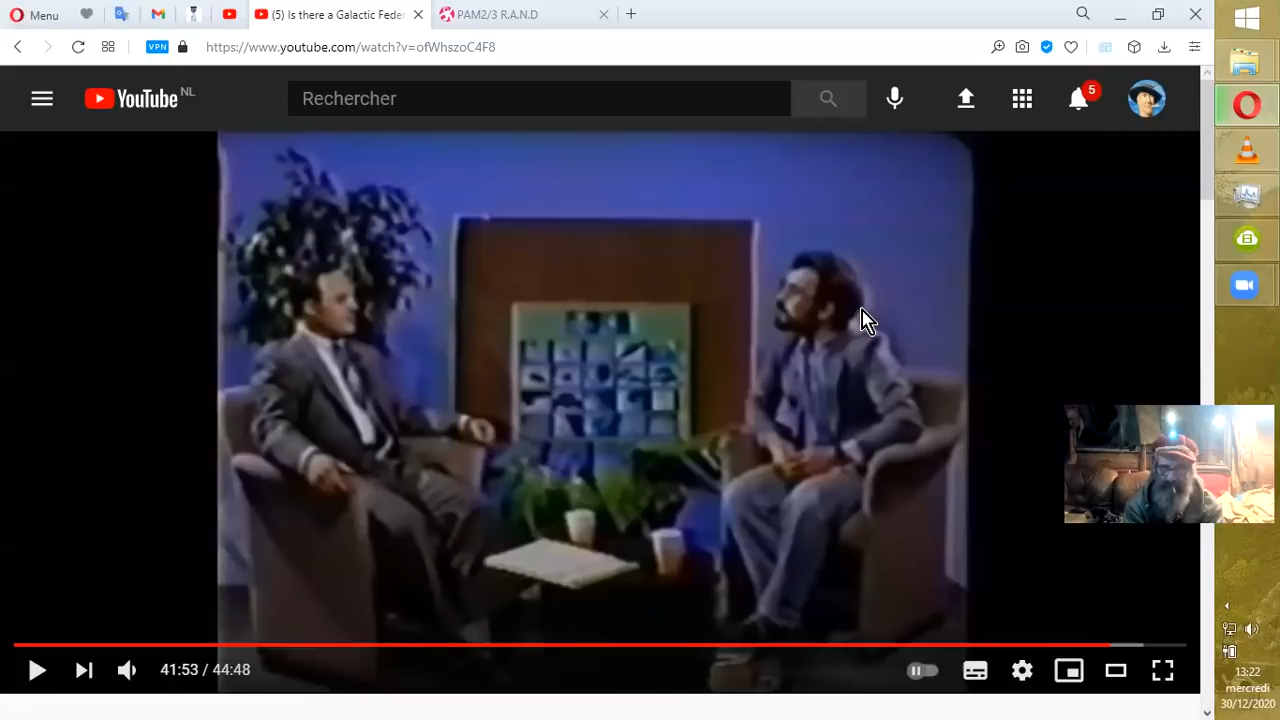 Menu
(5) Is there a Galactic Feder
PAM2/3 R.A.N.D
VPN
https://www.youtube.com/watch?v=ofWhszoC4F8
YouTube NL
Rechercher
5
41:53 / 44:48
13:22
mercredi
30/12/2020